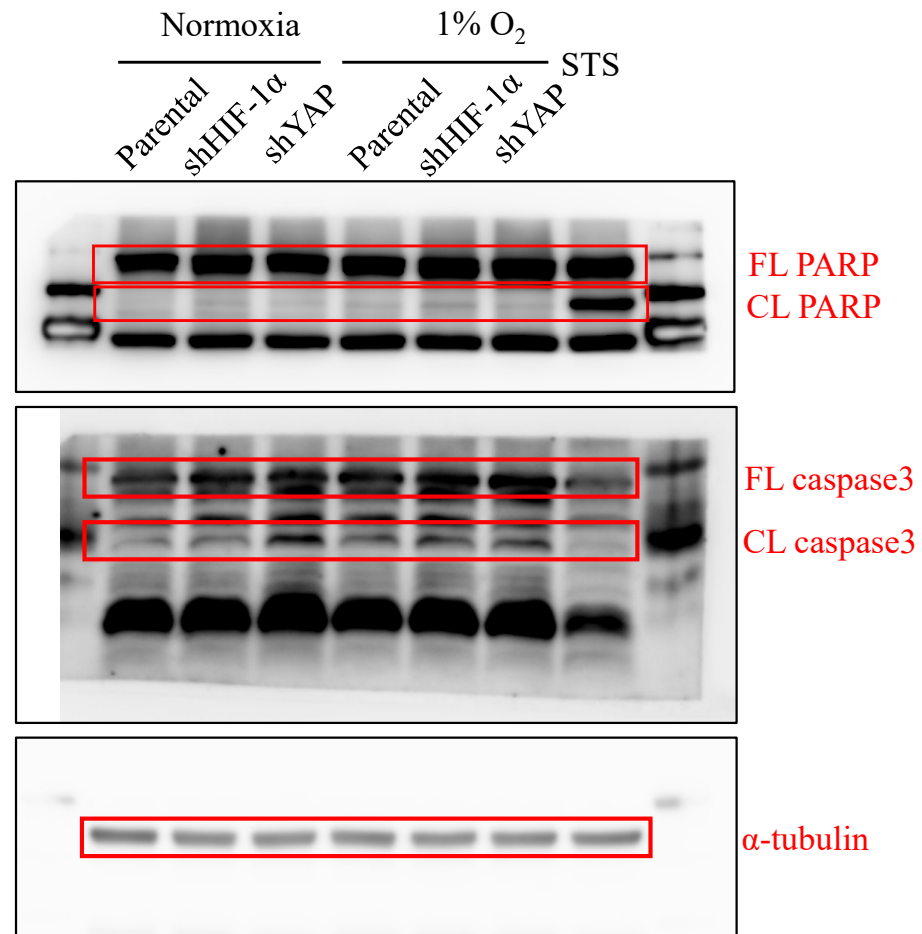 Normoxia 1% O₂
STS
Parental shHIF-1α shYAP Parental shHIF-1α shYAP
FL PARP
CL PARP
FL caspase3
CL caspase3
α-tubulin